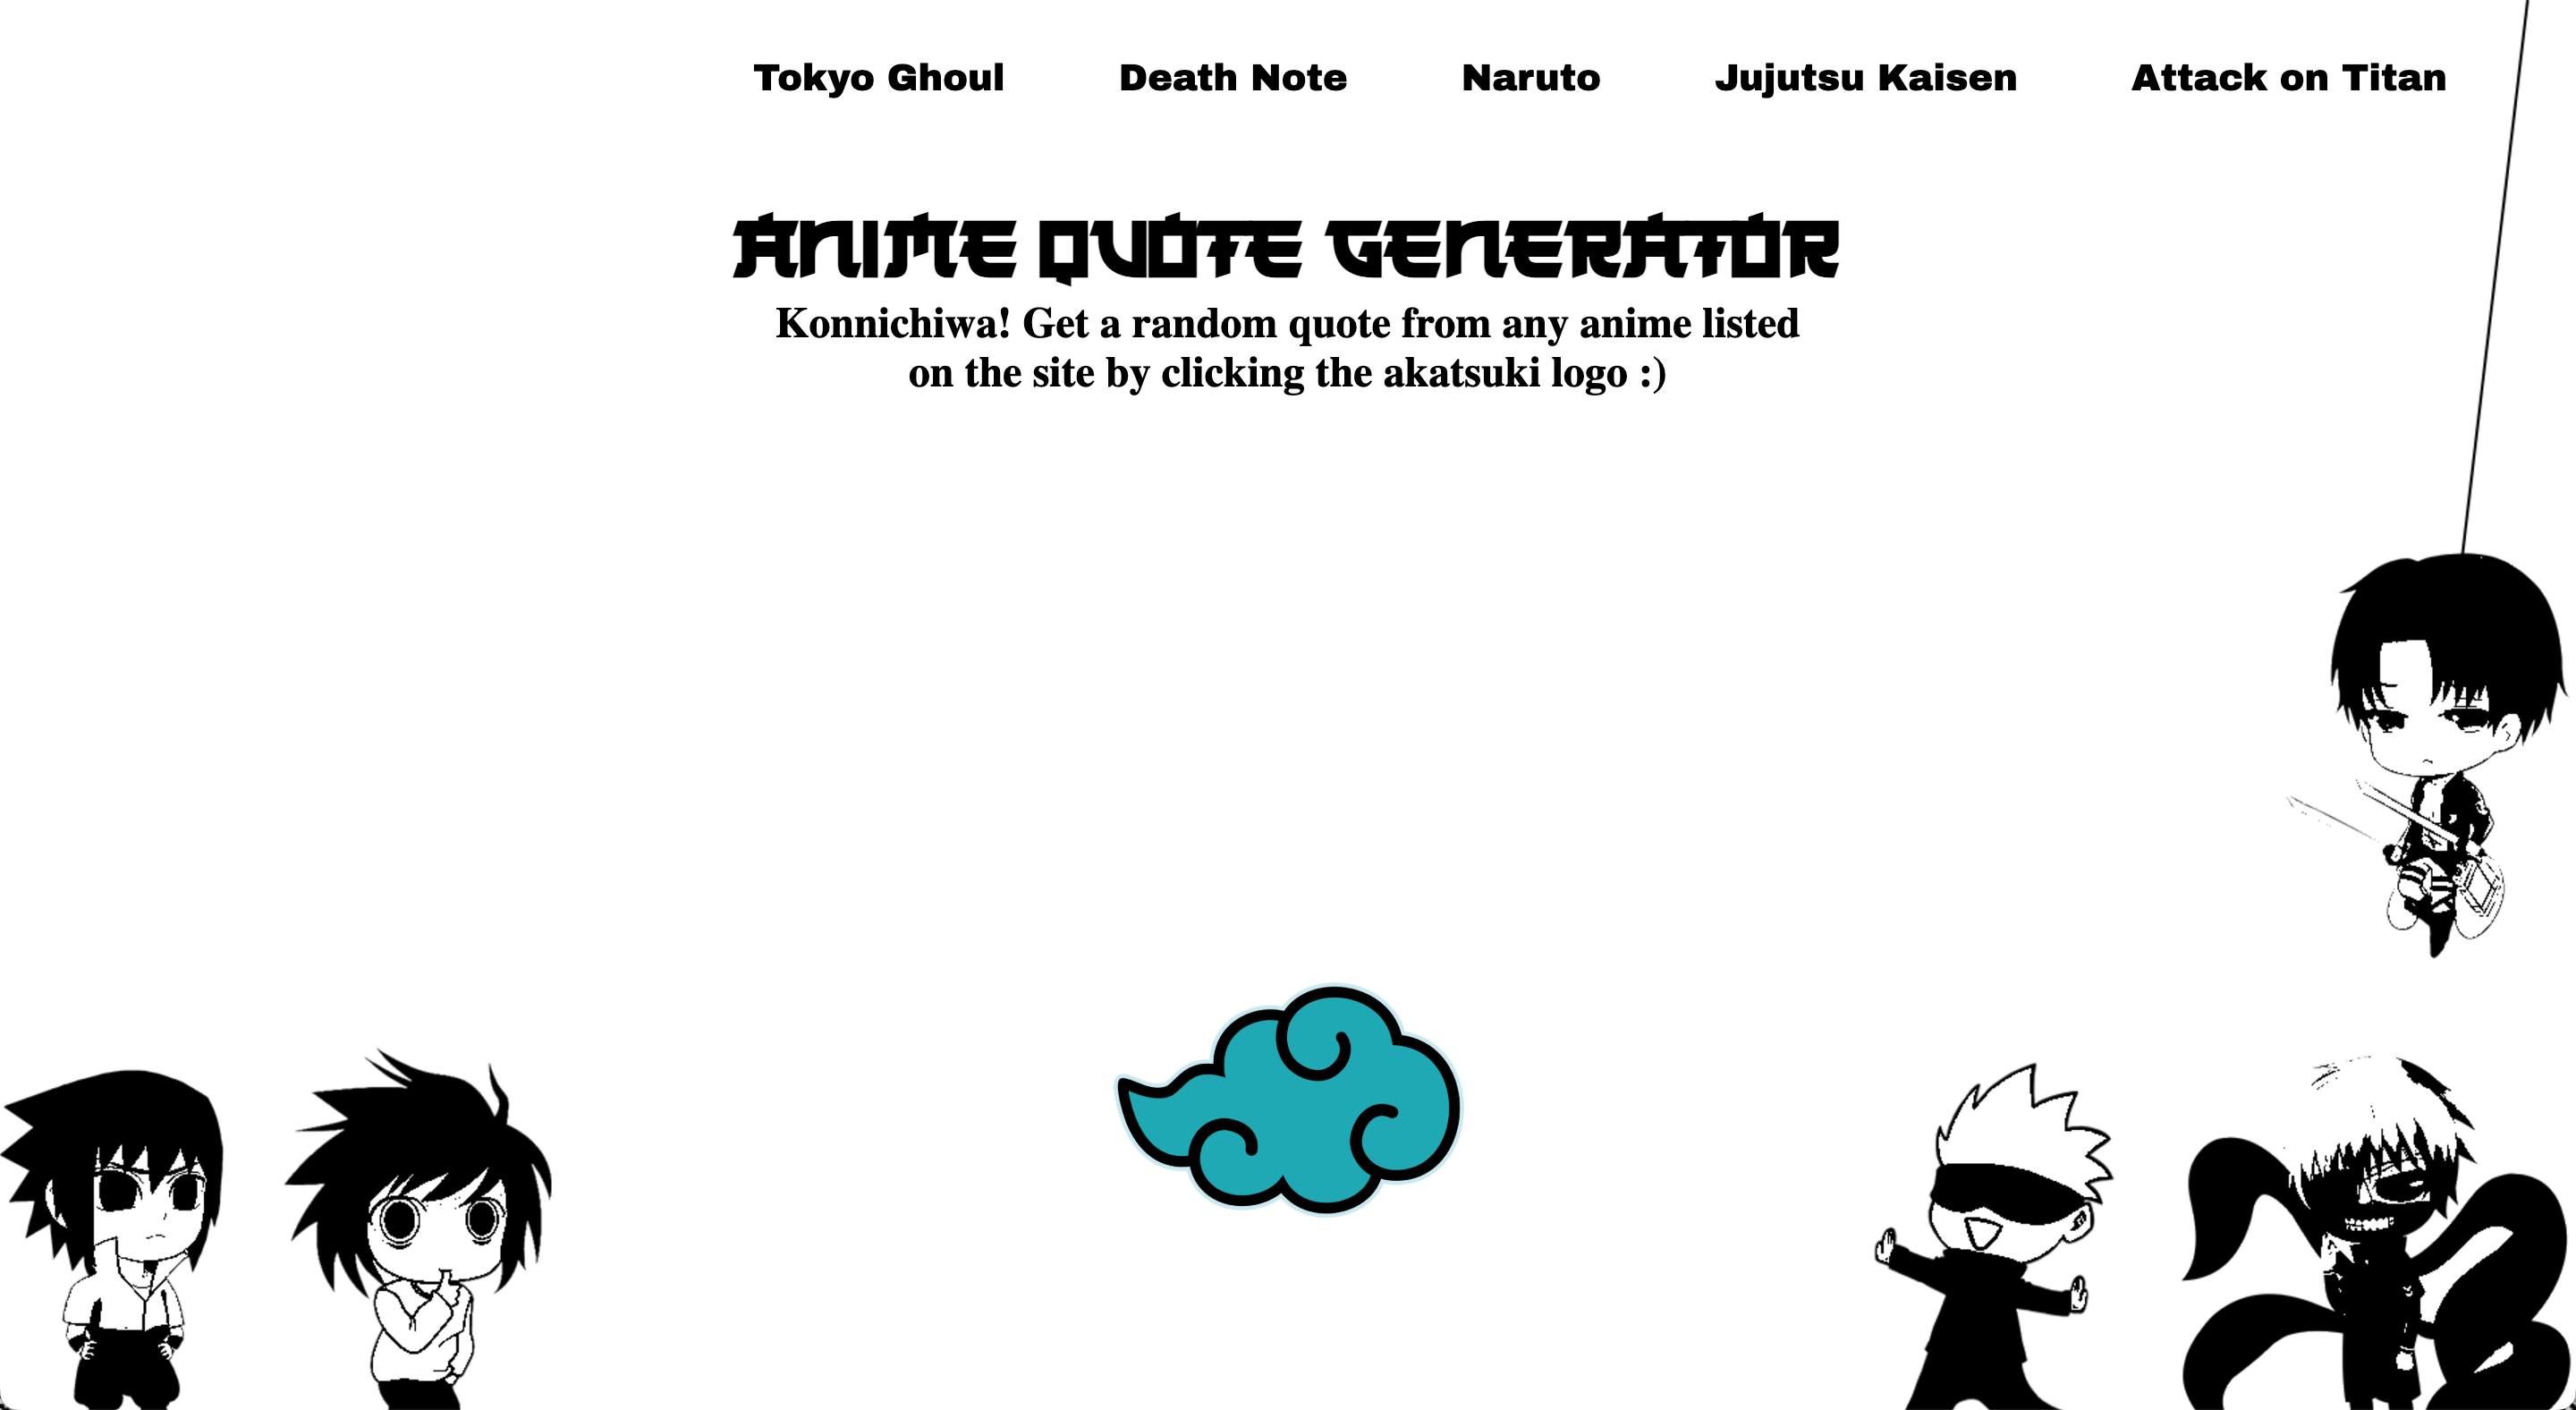 Tokyo Ghoul Death Note Naruto Jujutsu Kaisen Attack on Titan
ANIME QUOTE GENERATOR
Konnichiwa! Get a random quote from any anime listed
on the site by clicking the akatsuki logo :)